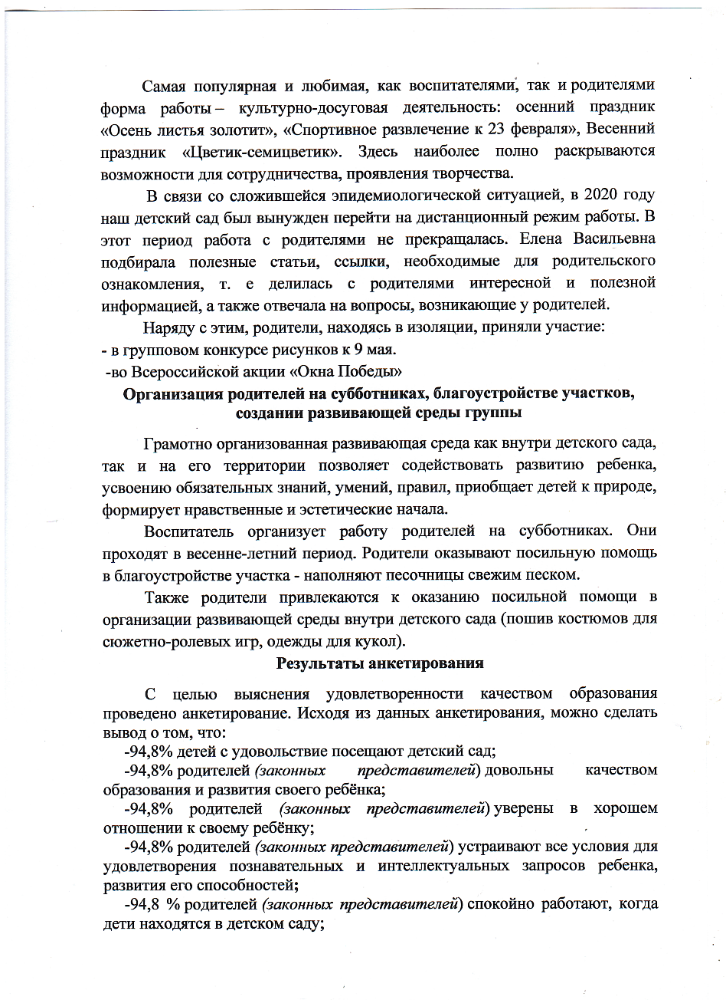 Самая популярная и любимая, как воспитателями, так и родителями
форма работы – культурно-досуговая деятельность: осенний праздник
«Осень листья золотит», «Спортивное развлечение к 23 февраля», Весенний
праздник «Цветик-семицветик». Здесь наиболее полно раскрываются
возможности для сотрудничества, проявления творчества.
В связи со сложившейся эпидемиологической ситуацией, в 2020 году
наш детский сад был вынужден перейти на дистанционный режим работы. В
этот период работа с родителями не прекращалась. Елена Васильевна
подбирала полезные статьи, ссылки, необходимые для родительского
ознакомления, т. е делилась с родителями интересной и полезной
информацией, а также отвечала на вопросы, возникающие у родителей.
Наряду с этим, родители, находясь в изоляции, приняли участие:
- в групповом конкурсе рисунков к 9 мая.
-во Всероссийской акции «Окна Победы»
Организация родителей на субботниках, благоустройстве участков,
создании развивающей среды группы
Грамотно организованная развивающая среда как внутри детского сада,
так и на его территории позволяет содействовать развитию ребенка,
усвоению обязательных знаний, умений, правил, приобщает детей к природе,
формирует нравственные и эстетические начала.
Воспитатель организует работу родителей на субботниках. Они
проходят в весенне-летний период. Родители оказывают посильную помощь
в благоустройстве участка - наполняют песочницы свежим песком.
Также родители привлекаются к оказанию посильной помощи в
организации развивающей среды внутри детского сада (пошив костюмов для
сюжетно-ролевых игр, одежды для кукол).
Результаты анкетирования
С целью выяснения удовлетворенности качеством образования
проведено анкетирование. Исходя из данных анкетирования, можно сделать
вывод о том, что:
-94,8% детей с удовольствие посещают детский сад;
-94,8% родителей (законных представителей) довольны качеством
образования и развития своего ребёнка;
-94,8% родителей (законных представителей) уверены в хорошем
отношении к своему ребёнку;
-94,8% родителей (законных представителей) устраивают все условия для
удовлетворения познавательных и интеллектуальных запросов ребенка,
развития его способностей;
-94,8 % родителей (законных представителей) спокойно работают, когда
дети находятся в детском саду;